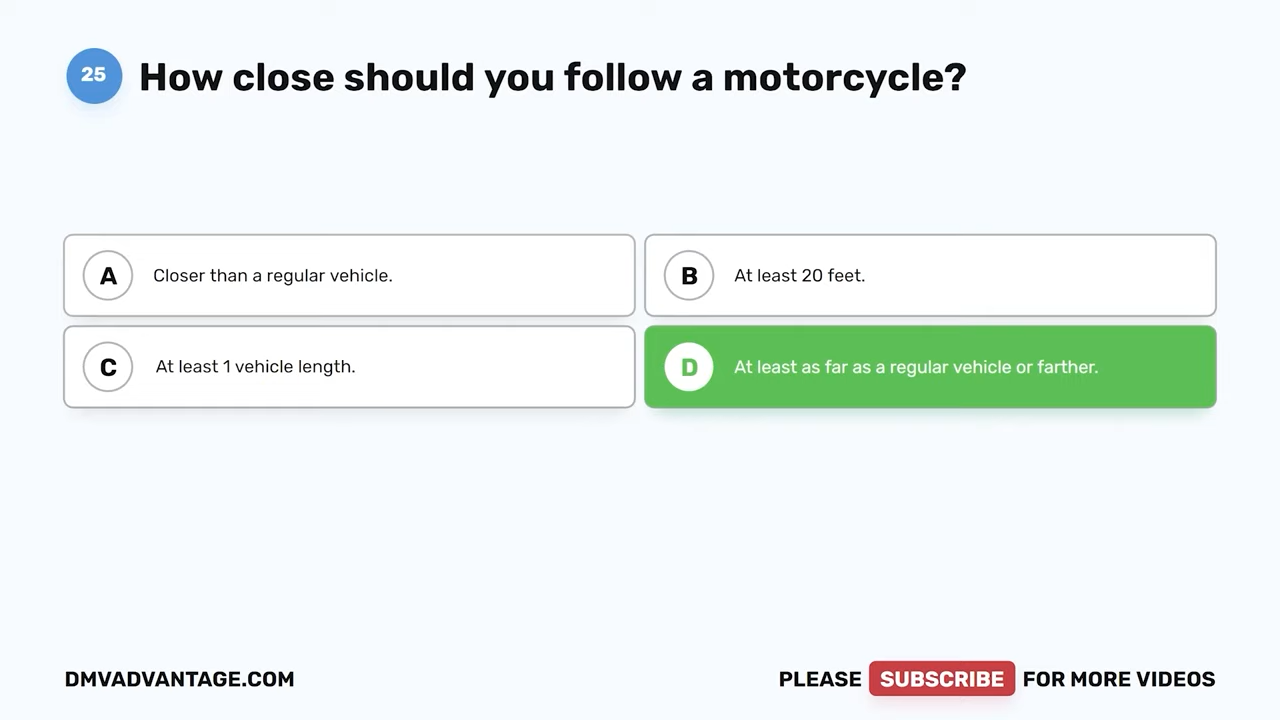 25 How close should you follow a motorcycle?
A Closer than a regular vehicle.
B At least 20 feet.
C At least 1 vehicle length.
D At least as far as a regular vehicle or farther.
DMVADVANTAGE.COM
PLEASE SUBSCRIBE FOR MORE VIDEOS